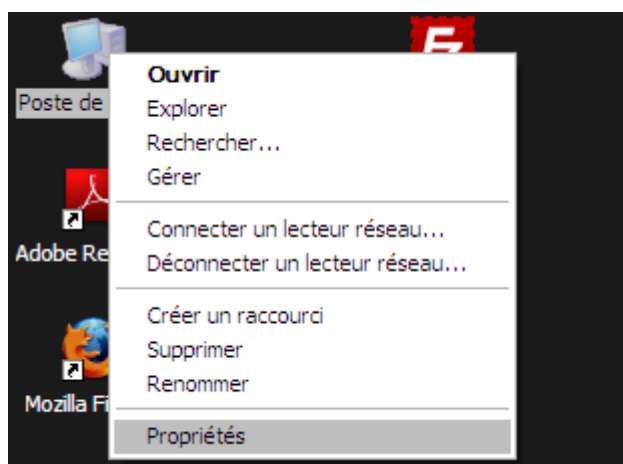 Fz
Poste de
Ouvrir
Explorer
Rechercher...
Gérer
Adobe Re
Connecter un lecteur réseau...
Déconnecter un lecteur réseau...
Créer un raccourci
Supprimer
Renommer
Mozilla Fi
Propriétés